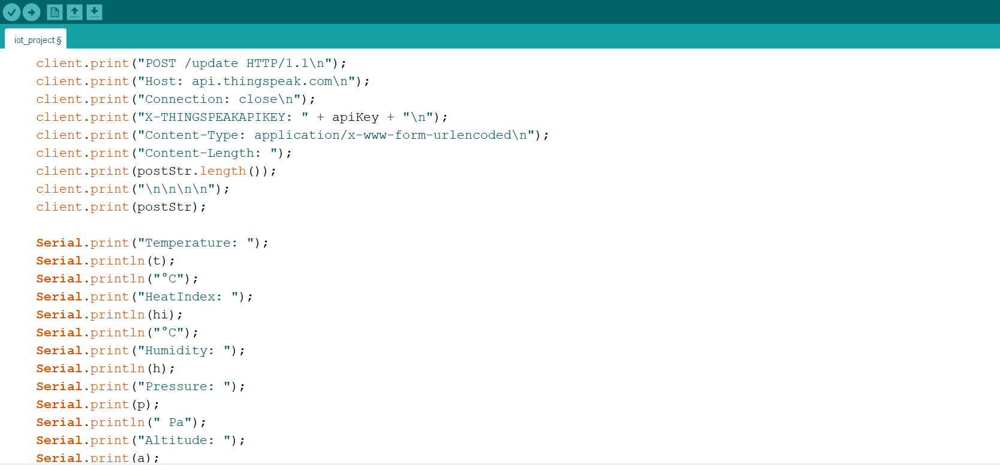 iot_project §
client.print("POST /update HTTP/1.1\n");
client.print("Host: api.thingspeak.com\n");
client.print("Connection: close\n");
client.print("X-THINGSPEAKAPIKEY: " + apiKey + "\n");
client.print("Content-Type: application/x-www-form-urlencoded\n");
client.print("Content-Length: ");
client.print(postStr.length());
client.print("\n\n\n\n");
client.print(postStr);
Serial.print("Temperature: ");
Serial.println(t);
Serial.println("°C");
Serial.print("HeatIndex: ");
Serial.println(hi);
Serial.println("°C");
Serial.print("Humidity: ");
Serial.println(h);
Serial.print("Pressure: ");
Serial.print(p);
Serial.println(" Pa");
Serial.print("Altitude: ");
Serial.print(a);